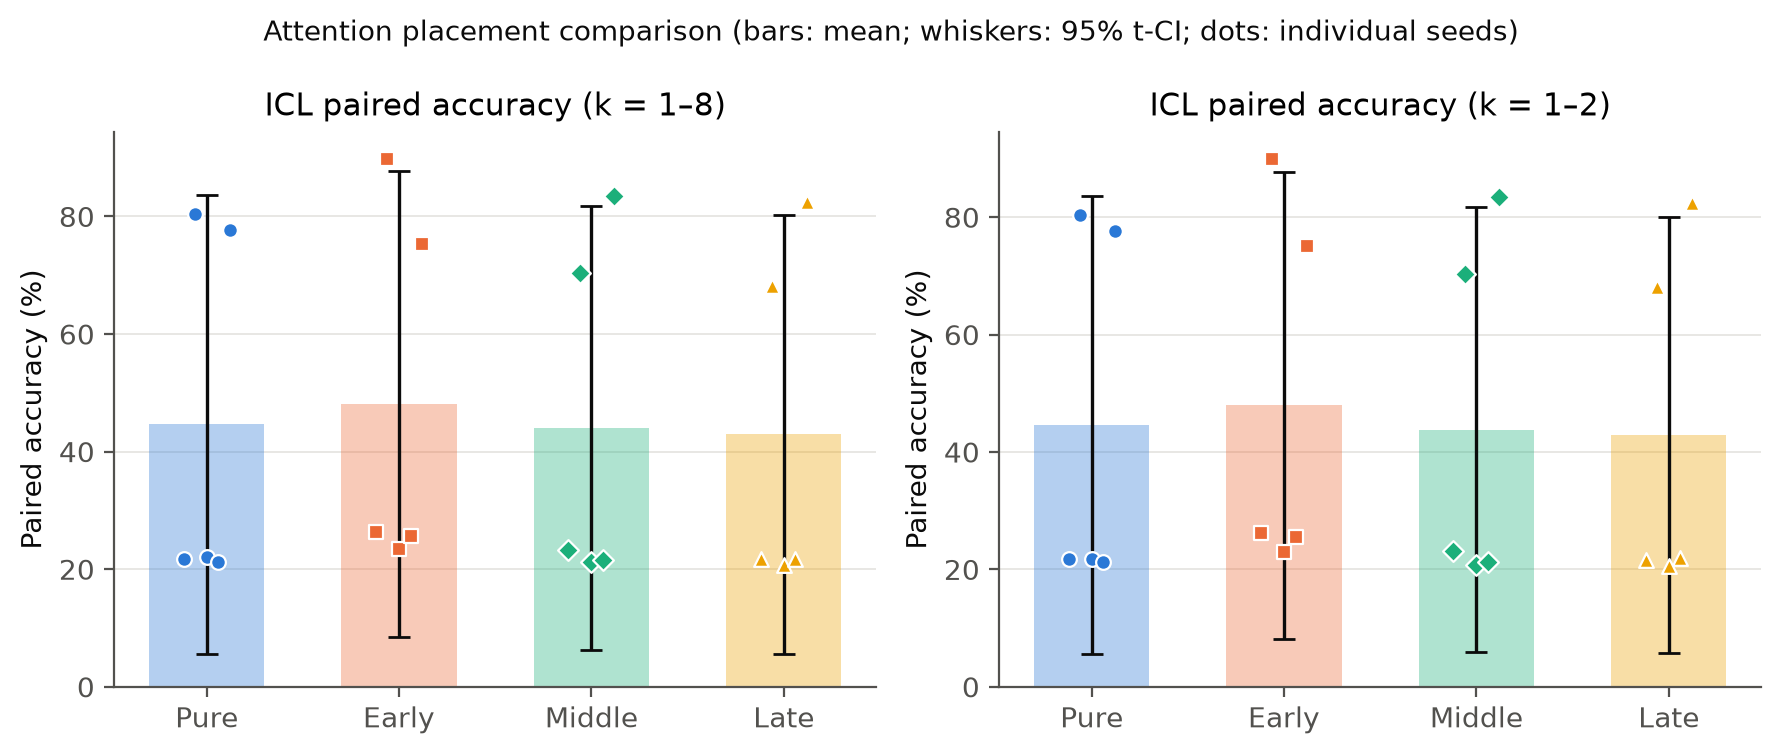 Attention placement comparison (bars: mean; whiskers: 95% t-CI; dots: individual seeds)
ICL paired accuracy (k = 1–8)
Paired accuracy (%)
80
60
40
20
0
Pure
Early
Middle
Late
ICL paired accuracy (k = 1–2)
Paired accuracy (%)
80
60
40
20
0
Pure
Early
Middle
Late